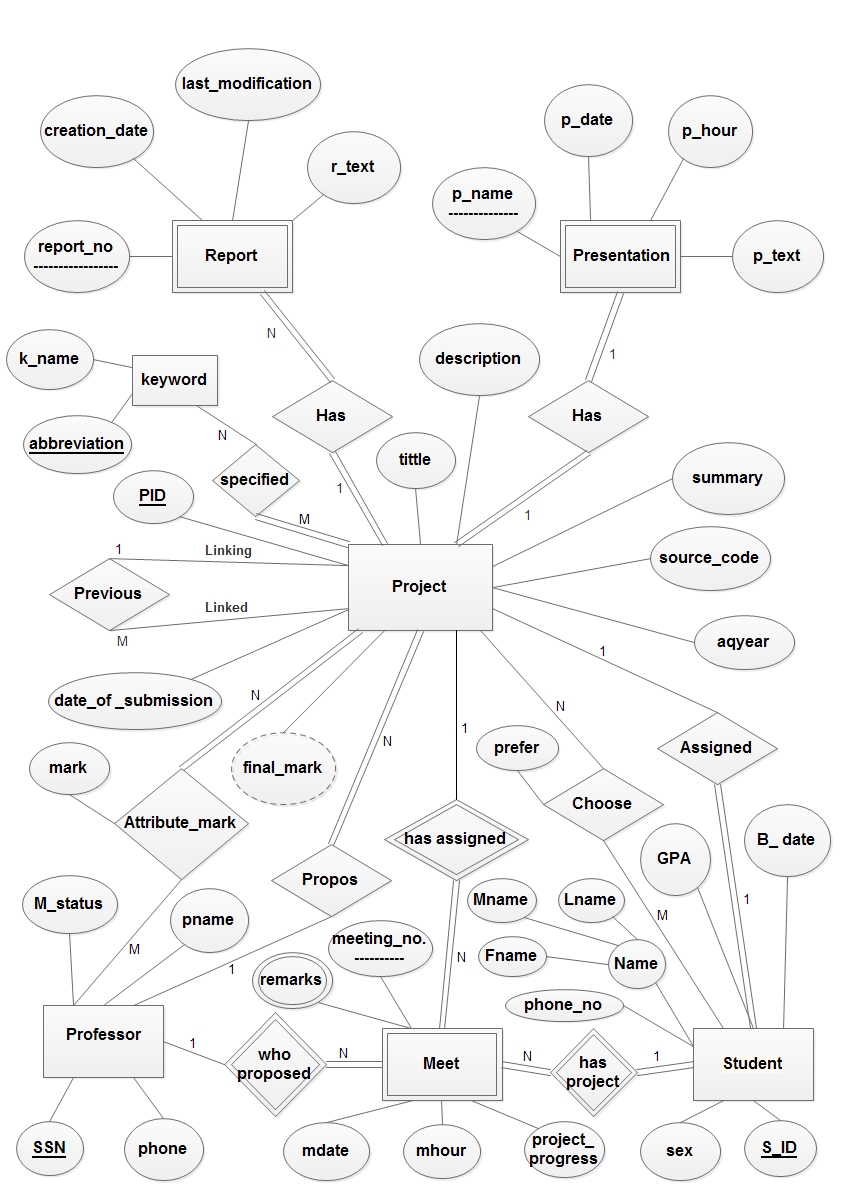 last_modification
creation_date
r_text
report_no
-----------------
Report
p_date
p_hour
p_name
--------------
Presentation
p_text
N
1
k_name
keyword
abbreviation
description
Has
Has
N
specified
tittle
1
1
M
PID
summary
source_code
1
Linking
Previous
Linked
M
Project
aqyear
1
date_of _submission
N
final_mark
N
1
N
prefer
Assigned
mark
Attribute_mark
has assigned
Choose
Propos
GPA
B_ date
M_status
pname
M
1
Mname
Lname
M
1
meeting_no.
----------
remarks
N
Fname
Name
phone_no
Professor
1
who
proposed
N
Meet
N
has
project
1
Student
SSN
phone
mdate
mhour
project_
progress
sex
S_ID